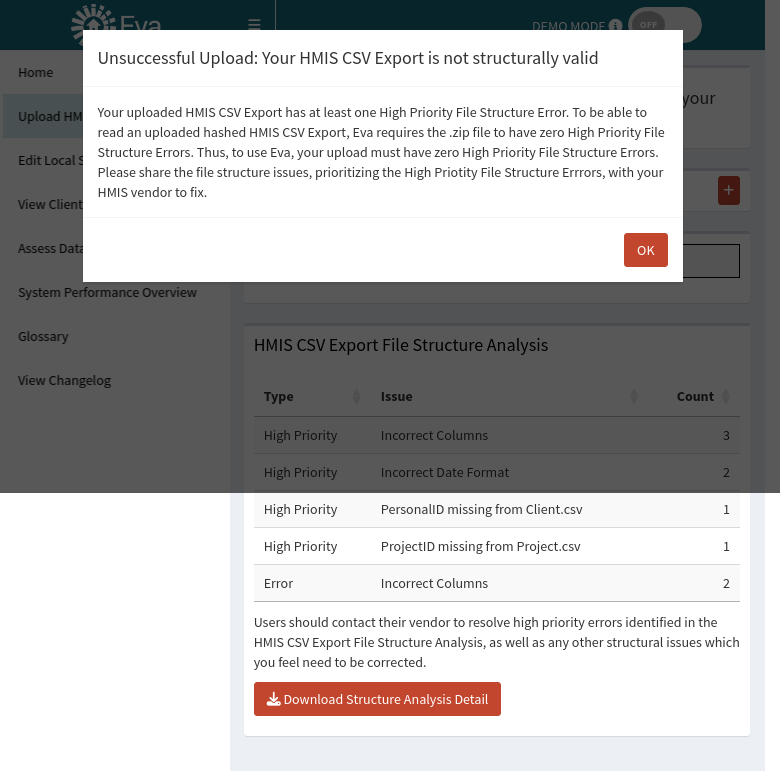 Eva
DEMO MODE
OFF
Unsuccessful Upload: Your HMIS CSV Export is not structurally valid
Your uploaded HMIS CSV Export has at least one High Priority File Structure Error. To be able to
read an uploaded hashed HMIS CSV Export, Eva requires the .zip file to have zero High Priority File
Structure Errors. Thus, to use Eva, your upload must have zero High Priority File Structure Errors.
Please share the file structure issues, prioritizing the High Priotity File Structure Errrors, with your
HMIS vendor to fix.
OK
Home
Upload HM
Edit Local S
View Client
Assess Data
System Performance Overview
Glossary
View Changelog
your
+
HMIS CSV Export File Structure Analysis
Type Issue Count
High Priority Incorrect Columns 3
High Priority Incorrect Date Format 2
High Priority PersonalID missing from Client.csv 1
High Priority ProjectID missing from Project.csv 1
Error Incorrect Columns 2
Users should contact their vendor to resolve high priority errors identified in the
HMIS CSV Export File Structure Analysis, as well as any other structural issues which
you feel need to be corrected.
Download Structure Analysis Detail